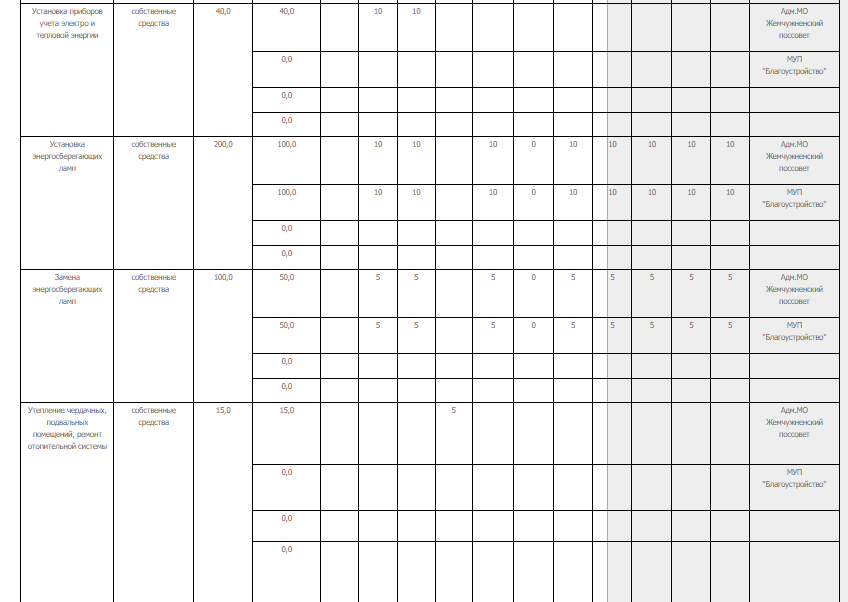 Установка приборов учета электро и тепловой энергии
собственные средства
40,0
40,0 10 10 Адм.МО Жемчужненский поссовет
0,0 МУП "Благоустройство"
0,0
0,0
Установка энергосберегающих ламп
собственные средства
200,0
100,0 10 10 10 0 10 10 10 10 10 Адм.МО Жемчужненский поссовет
100,0 10 10 10 0 10 10 10 10 10 МУП "Благоустройство"
0,0
0,0
Замена энергосберегающих ламп
собственные средства
100,0
50,0 5 5 5 0 5 5 5 5 5 Адм.МО Жемчужненский поссовет
50,0 5 5 5 0 5 5 5 5 5 МУП "Благоустройство"
0,0
0,0
Утепление чердачных, подвальных помещений, ремонт отопительной системы
собственные средства
15,0
15,0 5 Адм.МО Жемчужненский поссовет
0,0 МУП "Благоустройство"
0,0
0,0